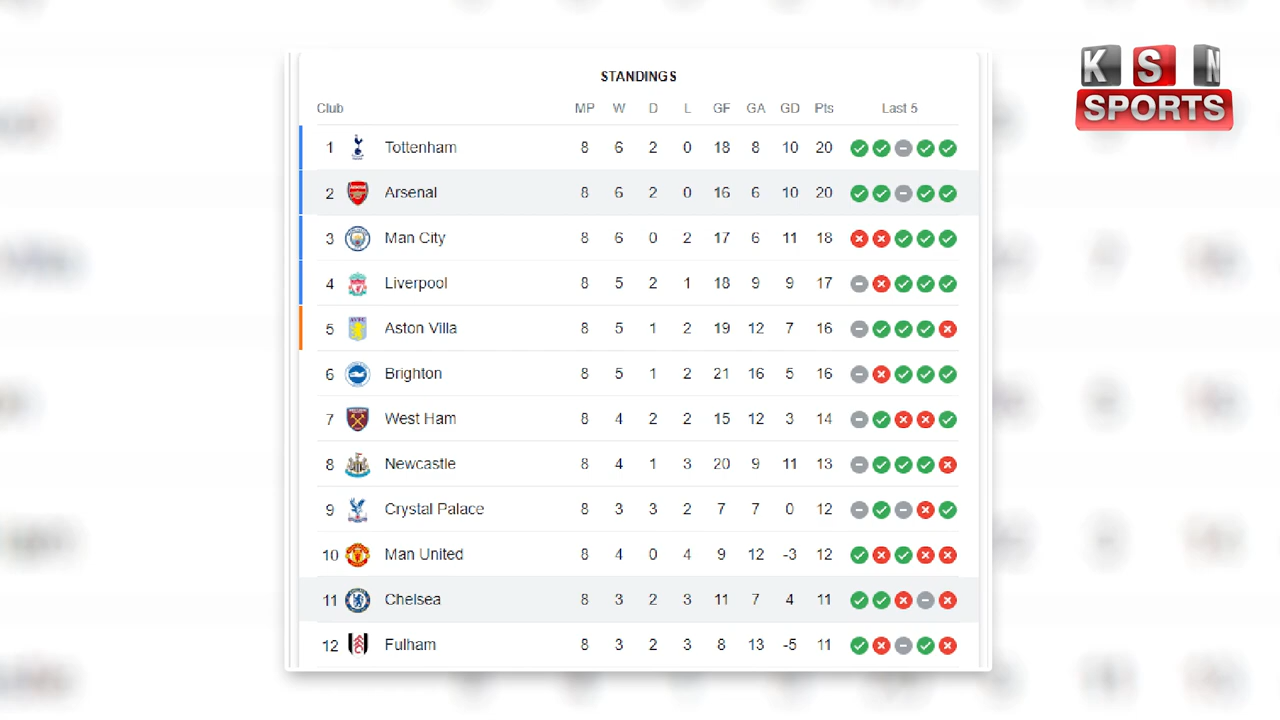 K S N
SPORTS
STANDINGS
Club MP W D L GF GA GD Pts Last 5
1 Tottenham 8 6 2 0 18 8 10 20
2 Arsenal 8 6 2 0 16 6 10 20
3 Man City 8 6 0 2 17 6 11 18
4 Liverpool 8 5 2 1 18 9 9 17
5 Aston Villa 8 5 1 2 19 12 7 16
6 Brighton 8 5 1 2 21 16 5 16
7 West Ham 8 4 2 2 15 12 3 14
8 Newcastle 8 4 1 3 20 9 11 13
9 Crystal Palace 8 3 3 2 7 7 0 12
10 Man United 8 4 0 4 9 12 -3 12
11 Chelsea 8 3 2 3 11 7 4 11
12 Fulham 8 3 2 3 8 13 -5 11